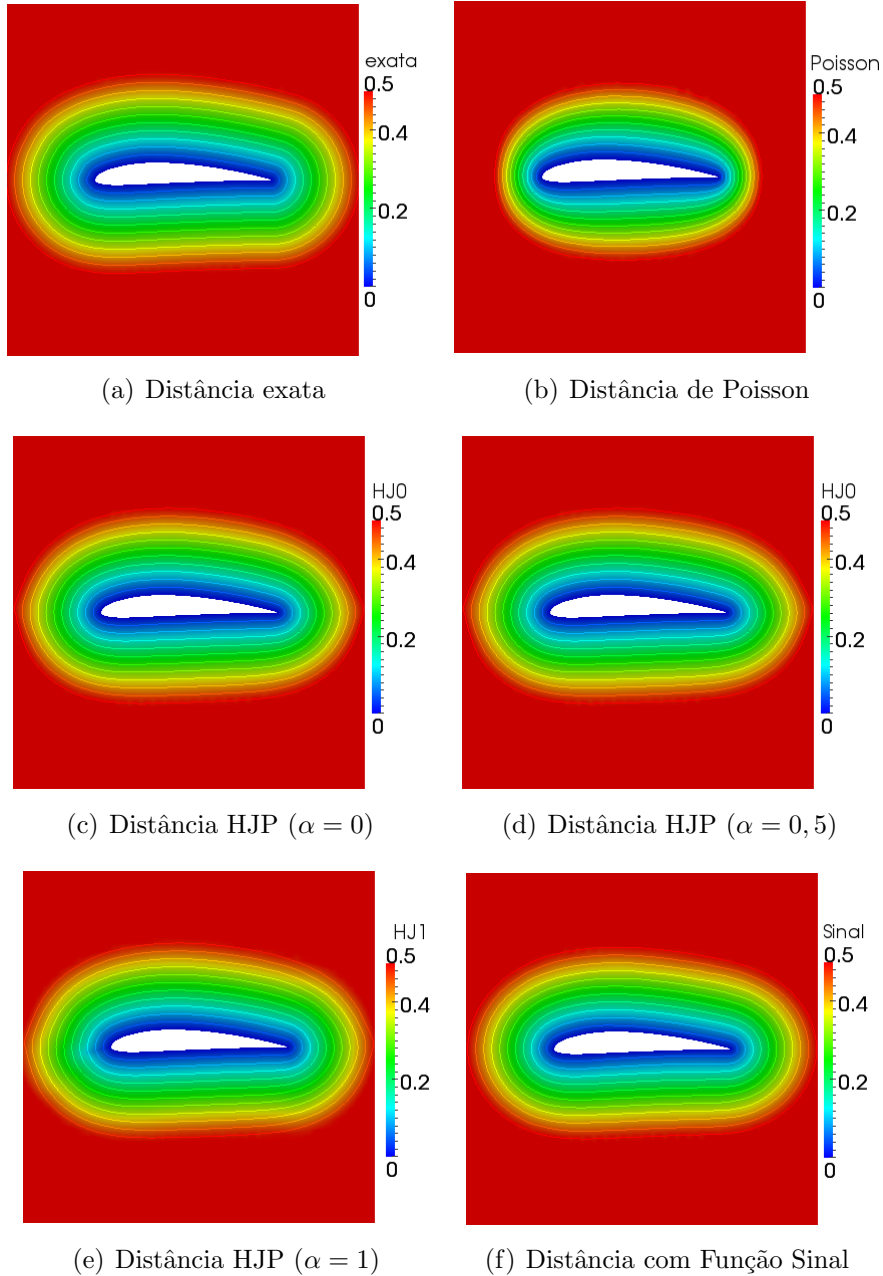 exata
0.5
0.4
0.2
0
Poisson
0.5
0.4
0.2
0
(a) Distância exata
(b) Distância de Poisson
HJ0
0.5
0.4
0.2
0
HJ0
0.5
0.4
0.2
0
(c) Distância HJP (α = 0)
(d) Distância HJP (α = 0, 5)
HJ1
0.5
0.4
0.2
0
Sinal
0.5
0.4
0.2
0
(e) Distância HJP (α = 1)
(f) Distância com Função Sinal